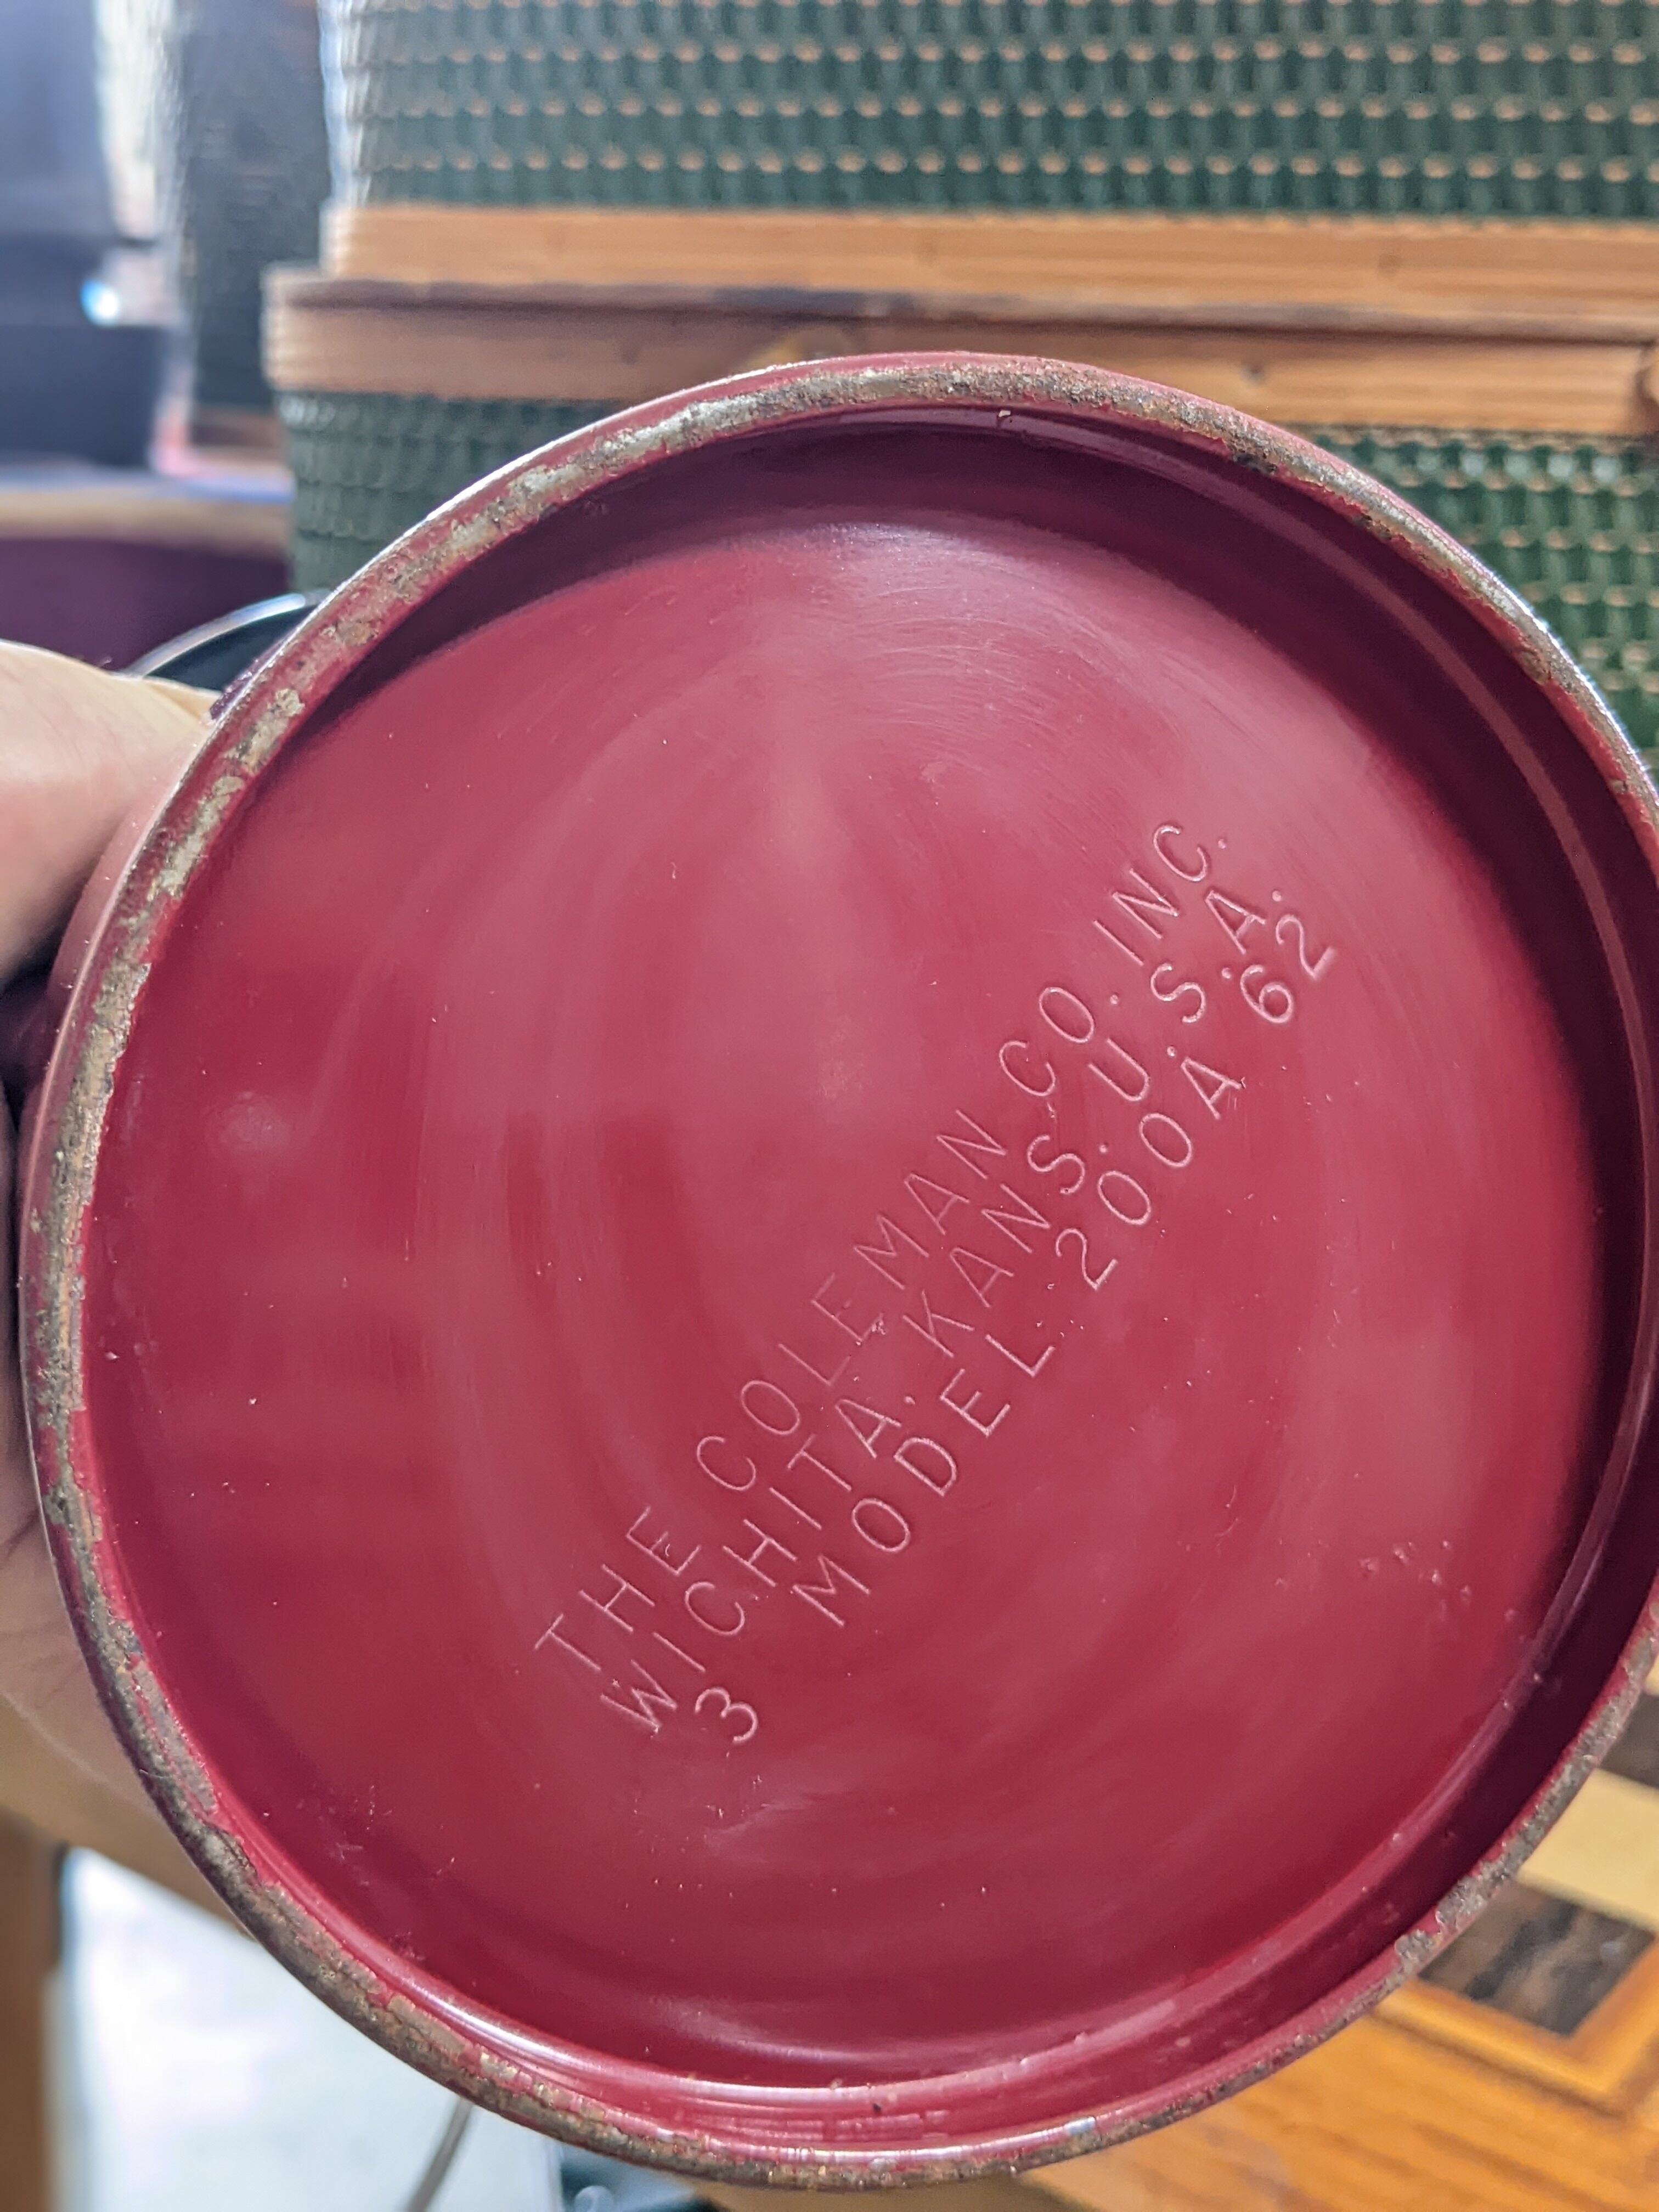 THE COLEMAN CO. INC.
WICHITA, KANS. U.S.A.
3 MODEL 200A 62